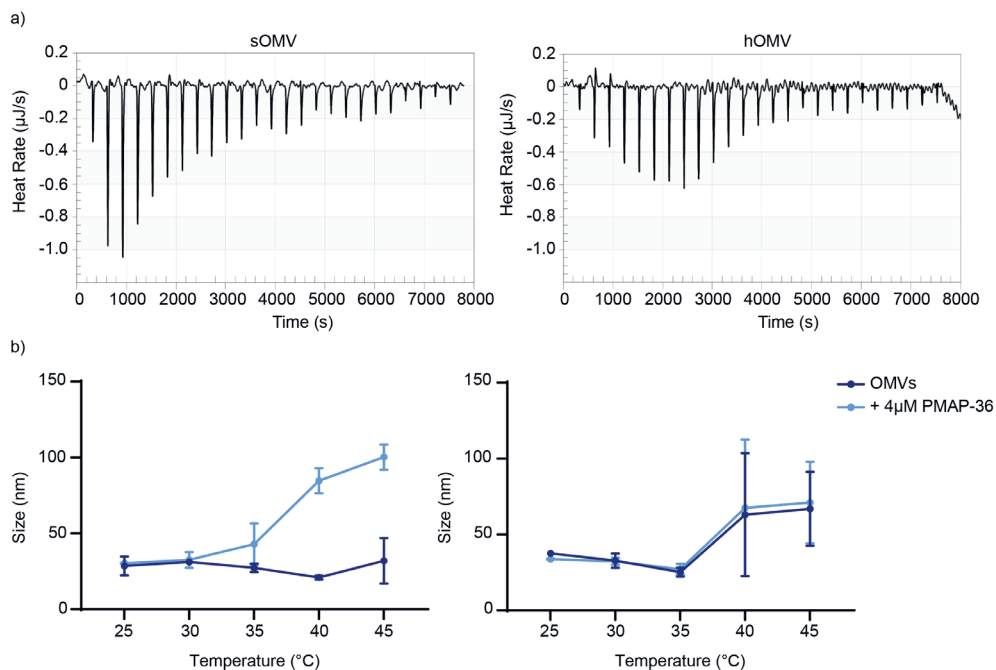 a)
sOMV
hOMV
0.2
0
-0.2
-0.4
-0.6
-0.8
-1.0
Heat Rate (µJ/s)
0 1000 2000 3000 4000 5000 6000 7000 8000
Time (s)
0.2
0
-0.2
-0.4
-0.6
-0.8
-1.0
Heat Rate (µJ/s)
0 1000 2000 3000 4000 5000 6000 7000 8000
Time (s)
b)
150
100
50
0
Size (nm)
25 30 35 40 45
Temperature (°C)
150
100
50
0
Size (nm)
25 30 35 40 45
Temperature (°C)
OMVs
+ 4µM PMAP-36